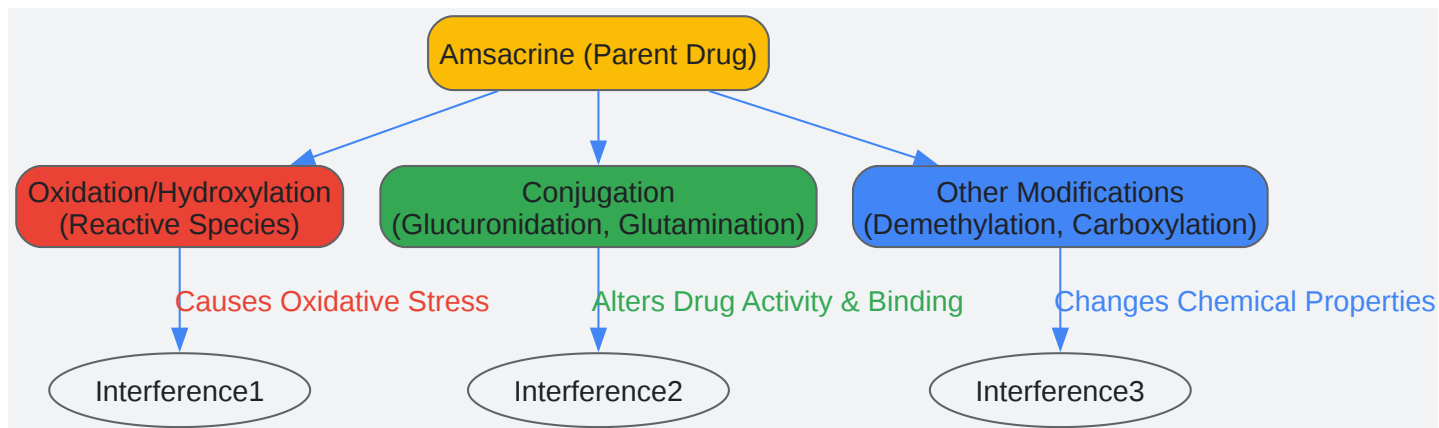 Amsacrine (Parent Drug)
Oxidation/Hydroxylation
(Reactive Species)
Conjugation
(Glucuronidation, Glutamination)
Other Modifications
(Demethylation, Carboxylation)
Causes Oxidative Stress
Alters Drug Activity & Binding
Changes Chemical Properties
Interference1
Interference2
Interference3